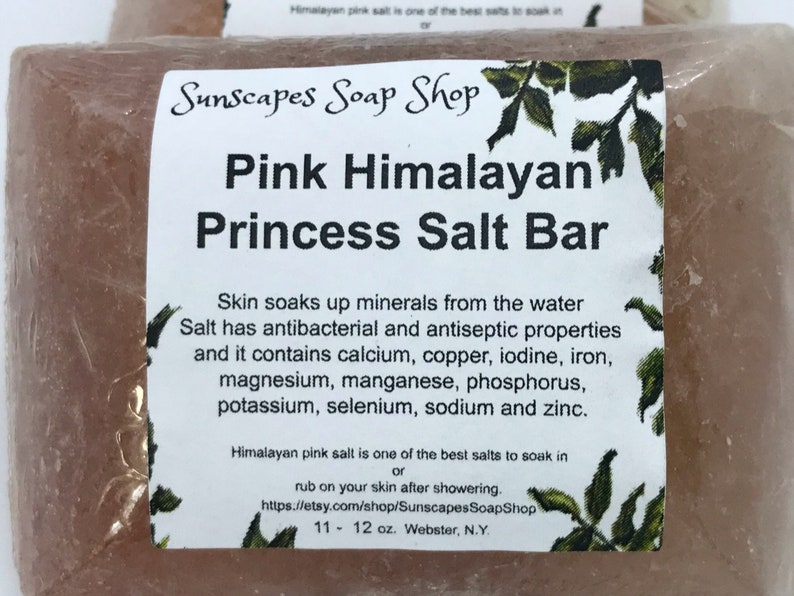 Himalayan pink salt is one of the best salts to soak in
or
Sunscapes Soap Shop
Pink Himalayan
Princess Salt Bar
Skin soaks up minerals from the water
Salt has antibacterial and antiseptic properties
and it contains calcium, copper, iodine, iron,
magnesium, manganese, phosphorus,
potassium, selenium, sodium and zinc.
Himalayan pink salt is one of the best salts to soak in
or
rub on your skin after showering.
https://etsy.com/shop/SunscapesSoapShop
11 - 12 oz. Webster, N.Y.